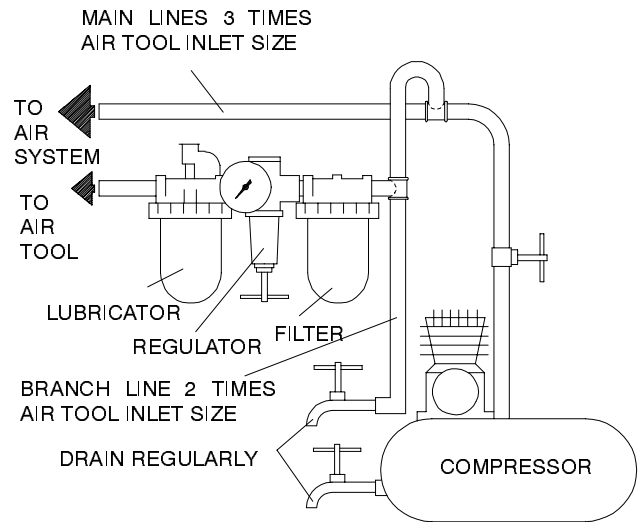 MAIN LINES 3 TIMES
AIR TOOL INLET SIZE
TO
AIR
SYSTEM
TO
AIR
TOOL
LUBRICATOR
REGULATOR
FILTER
BRANCH LINE 2 TIMES
AIR TOOL INLET SIZE
DRAIN REGULARLY
COMPRESSOR